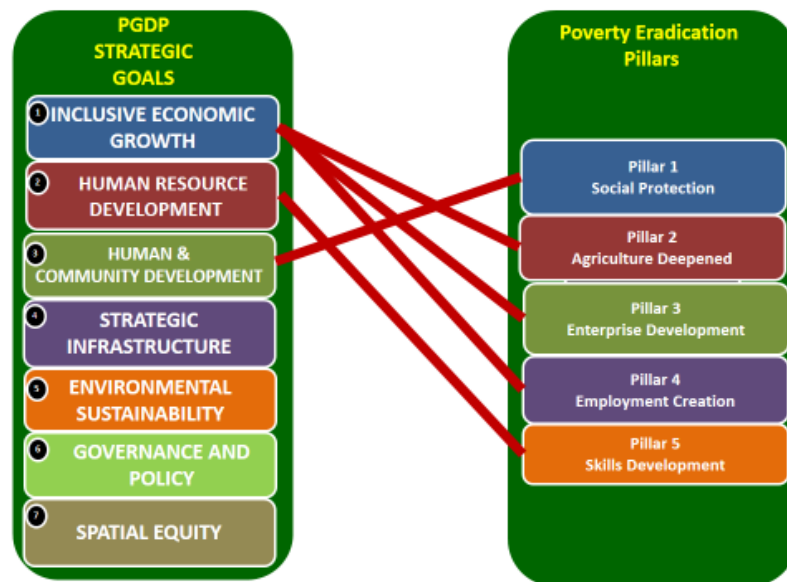 PGDP
STRATEGIC
GOALS
1
INCLUSIVE ECONOMIC
GROWTH
2
HUMAN RESOURCE
DEVELOPMENT
3
HUMAN &
COMMUNITY DEVELOPMENT
4
STRATEGIC
INFRASTRUCTURE
5
ENVIRONMENTAL
SUSTAINABILITY
6
GOVERNANCE AND
POLICY
7
SPATIAL EQUITY
Poverty Eradication
Pillars
Pillar 1
Social Protection
Pillar 2
Agriculture Deepened
Pillar 3
Enterprise Development
Pillar 4
Employment Creation
Pillar 5
Skills Development